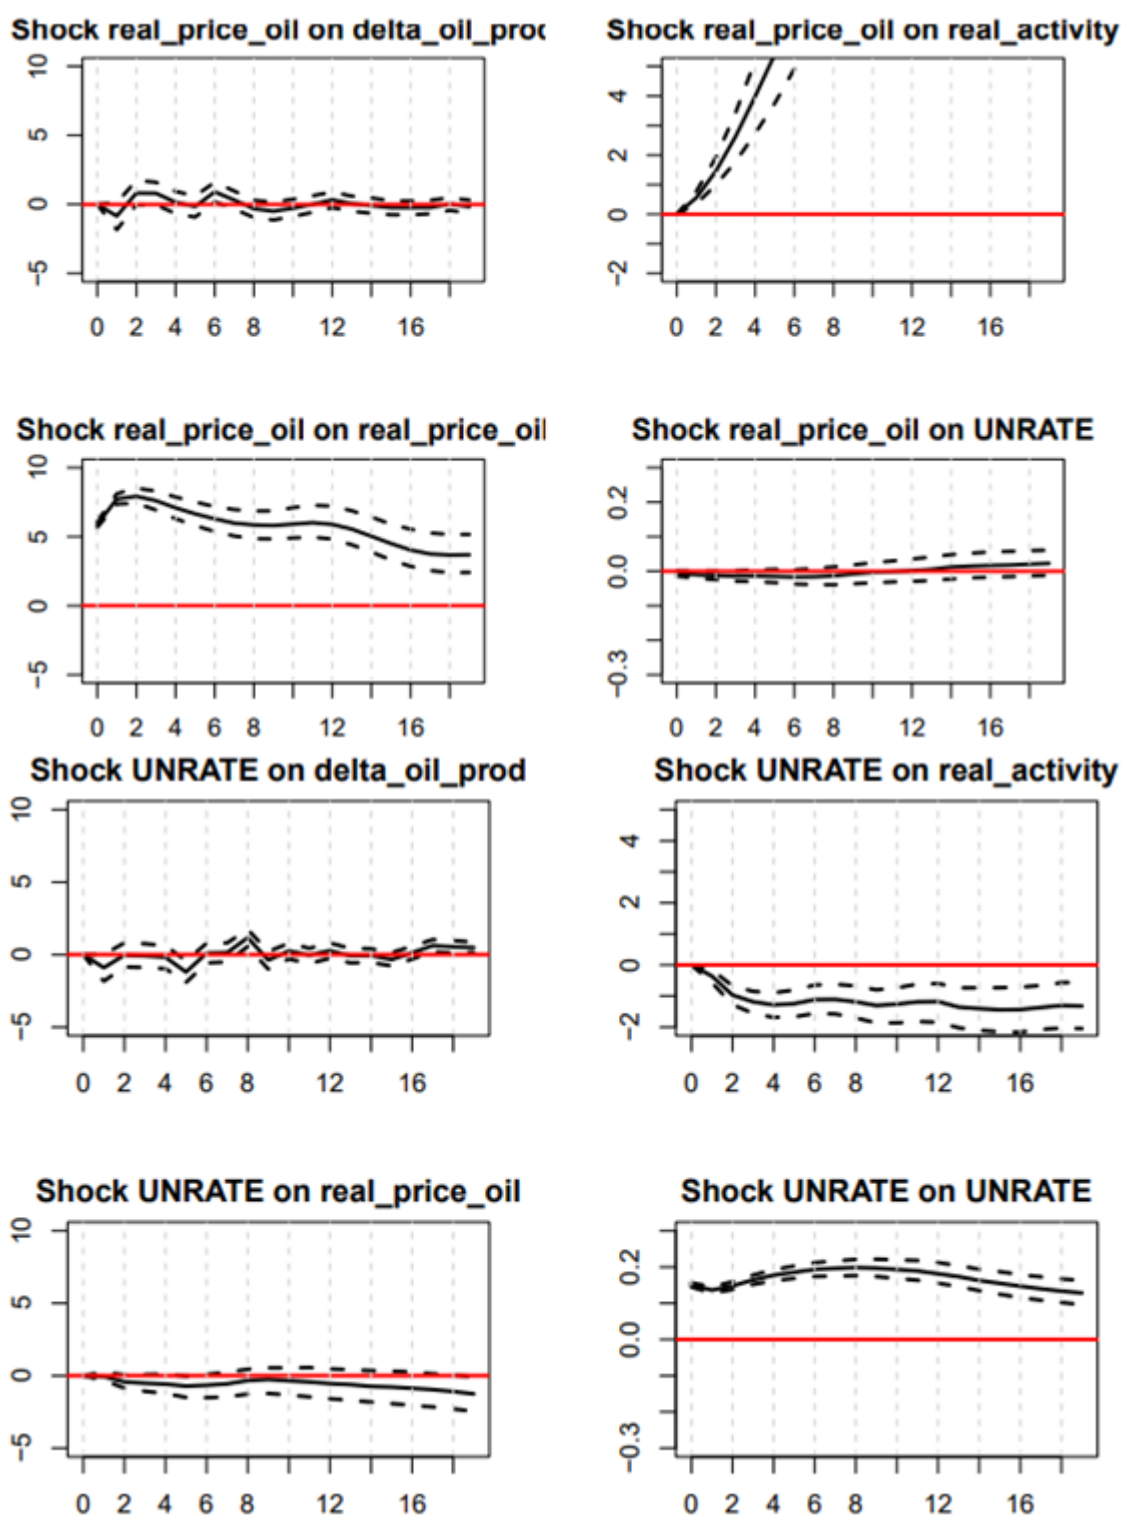 Shock real_price_oil on delta_oil_prod
Shock real_price_oil on real_activity
10
5
0
−5
0 2 4 6 8 12 16
4
2
0
−2
0 2 4 6 8 12 16
Shock real_price_oil on real_price_oil
Shock real_price_oil on UNRATE
10
5
0
−5
0 2 4 6 8 12 16
0.2
0.0
−0.3
0 2 4 6 8 12 16
Shock UNRATE on delta_oil_prod
Shock UNRATE on real_activity
10
5
0
−5
0 2 4 6 8 12 16
4
2
0
−2
0 2 4 6 8 12 16
Shock UNRATE on real_price_oil
Shock UNRATE on UNRATE
10
5
0
−5
0 2 4 6 8 12 16
0.2
0.0
−0.3
0 2 4 6 8 12 16